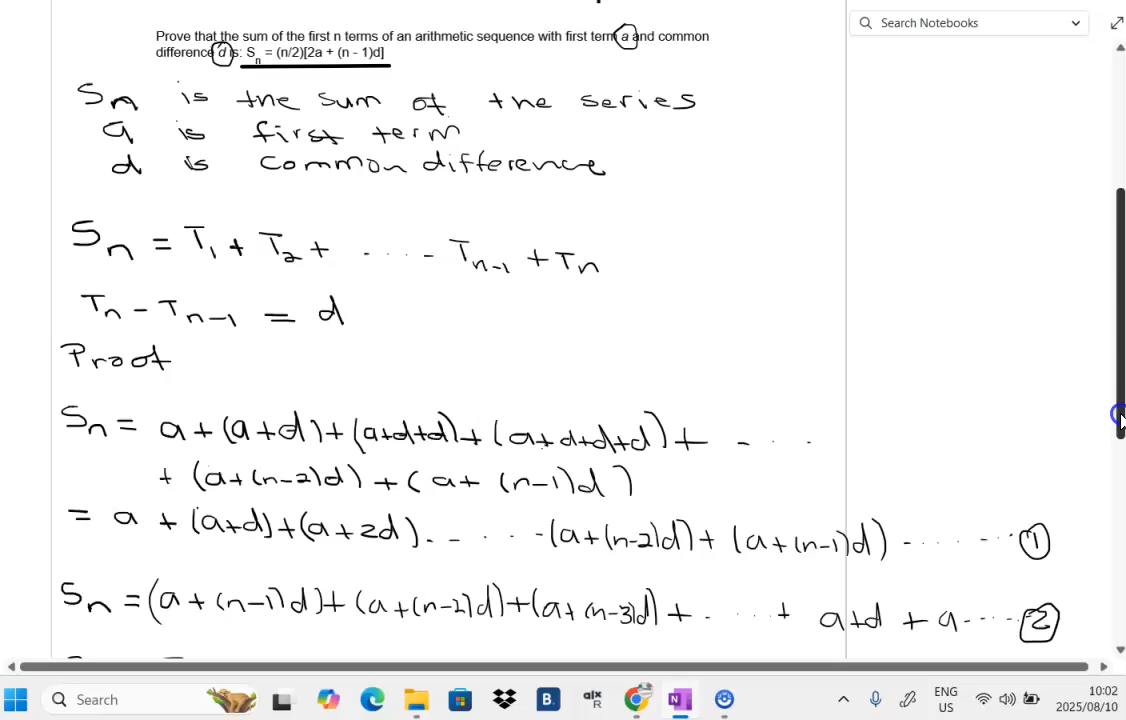 Search Notebooks
Prove that the sum of the first n terms of an arithmetic sequence with first term a and common
difference d is: Sn = (n/2)[2a + (n - 1)d]
Sn is the sum of the series
a is first term
d is common difference
Sn = T1 + T2 + ..... Tn-1 + Tn
Tn - Tn-1 = d
Proof
Sn = a + (a+d) + (a+d+d) + (a+d+d+d) + ....
+ (a+(n-2)d) + (a+ (n-1)d)
= a + (a+d) + (a+2d) ...... (a+(n-2)d) + (a+(n-1)d) ....... ①
Sn = (a+(n-1)d) + (a+(n-2)d) + (a+(n-3)d) + .... + a+d + a ..... ②
Search
ENG
US
10:02
2025/08/10